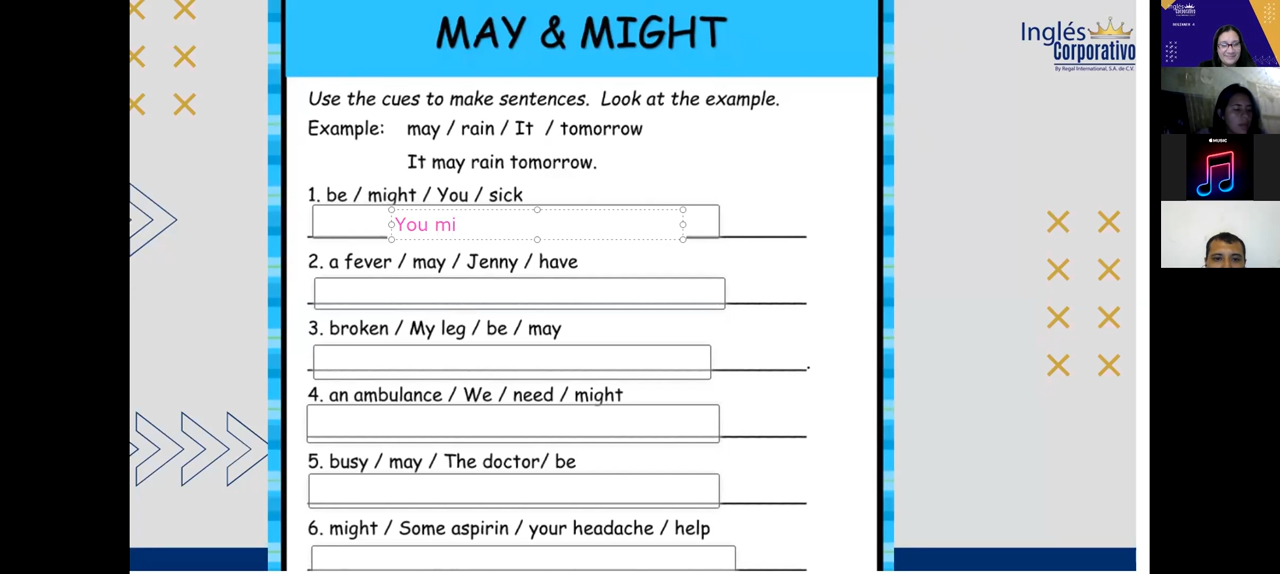 MAY & MIGHT
Inglés
Corporativo
By Regal International, S.A. de C.V.
Use the cues to make sentences. Look at the example.
Example: may / rain / It / tomorrow
It may rain tomorrow.
1. be / might / You / sick
You mi
2. a fever / may / Jenny / have
3. broken / My leg / be / may
.
4. an ambulance / We / need / might
5. busy / may / The doctor/ be
6. might / Some aspirin / your headache / help
MUSIC